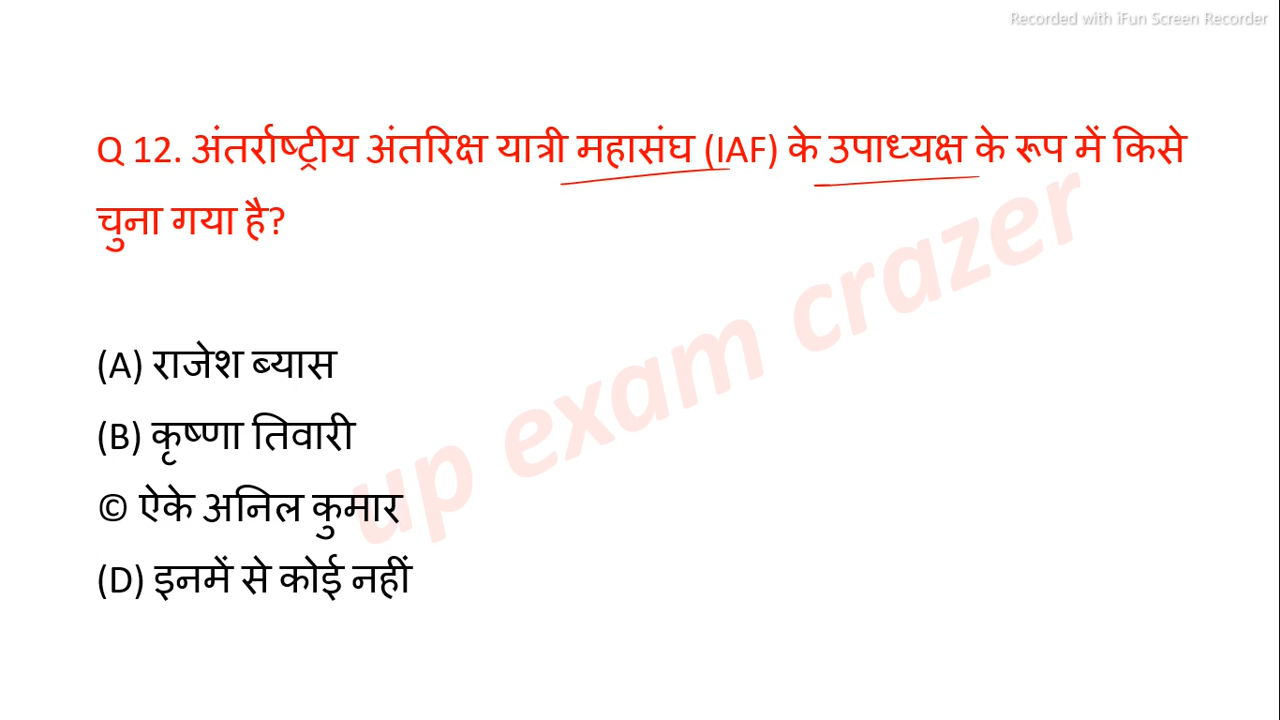 Recorded with iFun Screen Recorder
Q 12. अंतर्राष्ट्रीय अंतरिक्ष यात्री महासंघ (IAF) के उपाध्यक्ष के रूप में किसे
चुना गया है?
(A) राजेश ब्यास
(B) कृष्णा तिवारी
© ऐके अनिल कुमार
(D) इनमें से कोई नहीं
up exam crazer